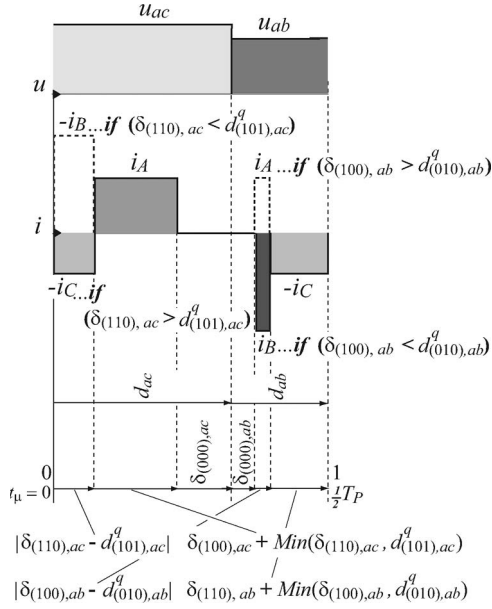 u_ac
u_ab
u
-i_B...if (δ_(110), ac < d^q_(101),ac)
i_A
i_A...if (δ_(100), ab > d^q_(010),ab)
i
-i_C...if
-i_C
(δ_(110), ac > d^q_(101),ac)
i_B...if (δ_(100), ab < d^q_(010),ab)
d_ac
d_ab
δ_(000),ac
δ_(000),ab
0
1
t_μ = 0
½T_P
|δ_(110),ac - d^q_(101),ac|
δ_(100),ac + Min(δ_(110),ac , d^q_(101),ac)
|δ_(100),ab - d^q_(010),ab|
δ_(110), ab + Min(δ_(100),ab , d^q_(010),ab)